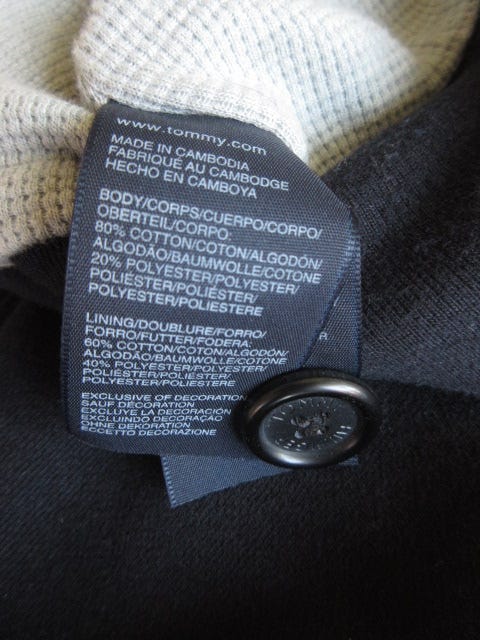 www.tommy.com
MADE IN CAMBODIA
FABRIQUÉ AU CAMBODGE
HECHO EN CAMBOYA
BODY/CORPS/CUERPO/CORPO/
OBERTEIL/CORPO:
80% COTTON/COTON/ALGODÓN/
ALGODÃO/BAUMWOLLE/COTONE
20% POLYESTER/POLYESTER/
POLIÉSTER/POLIÉSTER/
POLYESTER/POLIESTERE
LINING/DOUBLURE/FORRO/
FORRO/FUTTER/FODERA:
60% COTTON/COTON/ALGODÓN/
ALGODÃO/BAUMWOLLE/COTONE
40% POLYESTER/POLYESTER/
POLIÉSTER/POLIÉSTER/
POLYESTER/POLIESTERE
EXCLUSIVE OF DECORATION
SAUF DÉCORATION
EXCLUYE LA DECORACIÓN
EXCLUINDO DECORAÇÃO
OHNE DEKORATION
ECCETTO DECORAZIONE
R